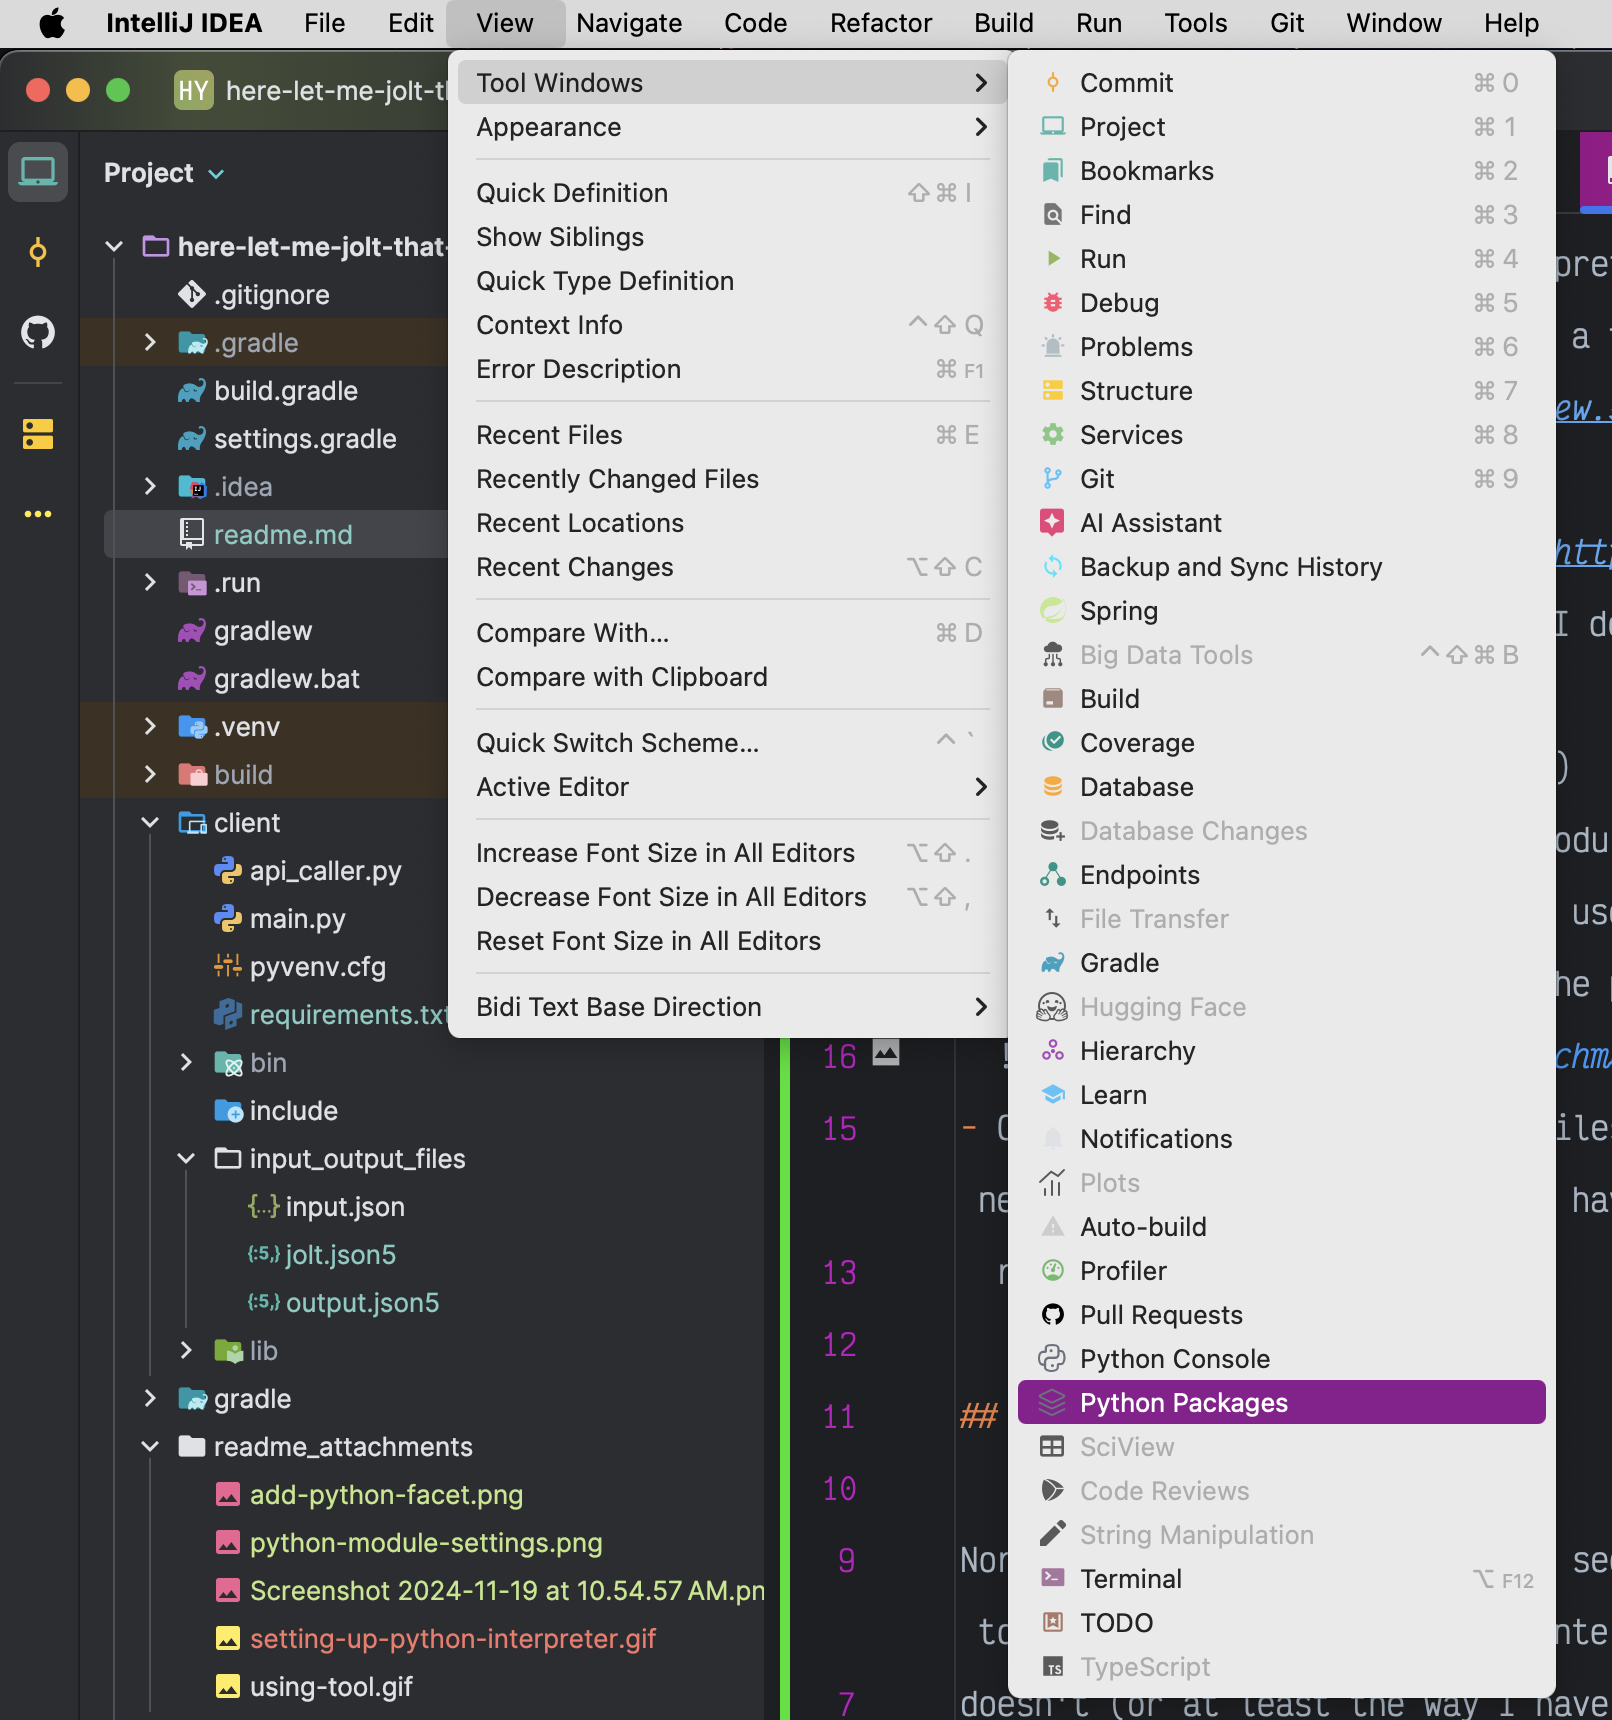 IntelliJ IDEA File Edit View Navigate Code Refactor Build Run Tools Git Window Help
HY here-let-me-jolt-t
Project
here-let-me-jolt-that-
.gitignore
.gradle
build.gradle
settings.gradle
.idea
readme.md
.run
gradlew
gradlew.bat
.venv
build
client
api_caller.py
main.py
pyvenv.cfg
requirements.txt
bin
include
input_output_files
input.json
jolt.json5
output.json5
lib
gradle
readme_attachments
add-python-facet.png
python-module-settings.png
Screenshot 2024-11-19 at 10.54.57 AM.pn
setting-up-python-interpreter.gif
using-tool.gif
Tool Windows
Appearance
Quick Definition ⇧⌘I
Show Siblings
Quick Type Definition
Context Info ^⇧Q
Error Description ⌘F1
Recent Files ⌘E
Recently Changed Files
Recent Locations
Recent Changes ⌥⇧C
Compare With... ⌘D
Compare with Clipboard
Quick Switch Scheme... ^`
Active Editor
Increase Font Size in All Editors ⌥⇧.
Decrease Font Size in All Editors ⌥⇧,
Reset Font Size in All Editors
Bidi Text Base Direction
Commit ⌘0
Project ⌘1
Bookmarks ⌘2
Find ⌘3
Run ⌘4
Debug ⌘5
Problems ⌘6
Structure ⌘7
Services ⌘8
Git ⌘9
AI Assistant
Backup and Sync History
Spring
Big Data Tools ^⇧⌘B
Build
Coverage
Database
Database Changes
Endpoints
File Transfer
Gradle
Hugging Face
Hierarchy
Learn
Notifications
Plots
Auto-build
Profiler
Pull Requests
Python Console
Python Packages
SciView
Code Reviews
String Manipulation
Terminal ⌥F12
TODO
TypeScript
pre
a
ew.
http
I d
)
odu
use
he
16 ! chm
15 - iles
ne hav
13 r
12
11 ##
10
9 Nor see
to nte
7 doesn't (or at least the way I have